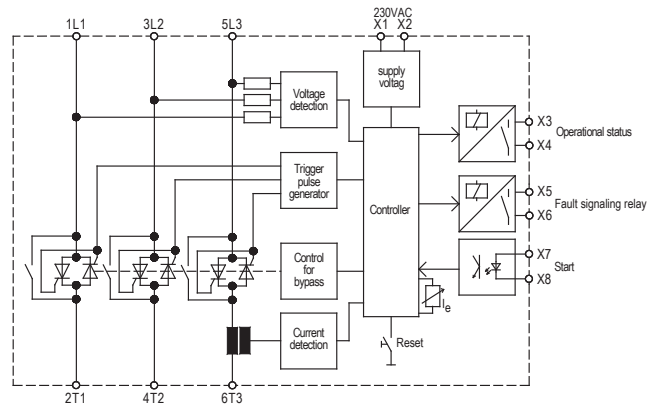 230VAC
1L1 3L2 5L3 X1 X2
supply
voltag
Voltage
detection
X3
Operational status
X4
Trigger
pulse
generator
Controller
X5
Fault signaling relay
X6
Control
for
bypass
X7
Start
X8
Ie
Current
detection
Reset
2T1 4T2 6T3